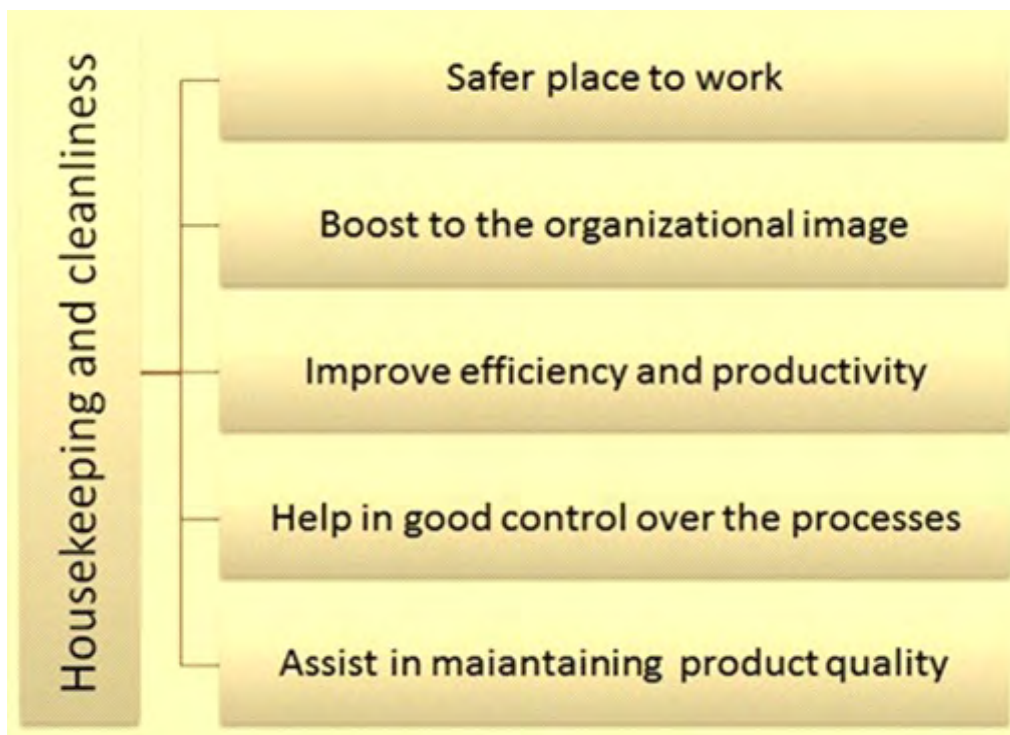 Housekeeping and cleanliness
Safer place to work
Boost to the organizational image
Improve efficiency and productivity
Help in good control over the processes
Assist in maiantaining product quality